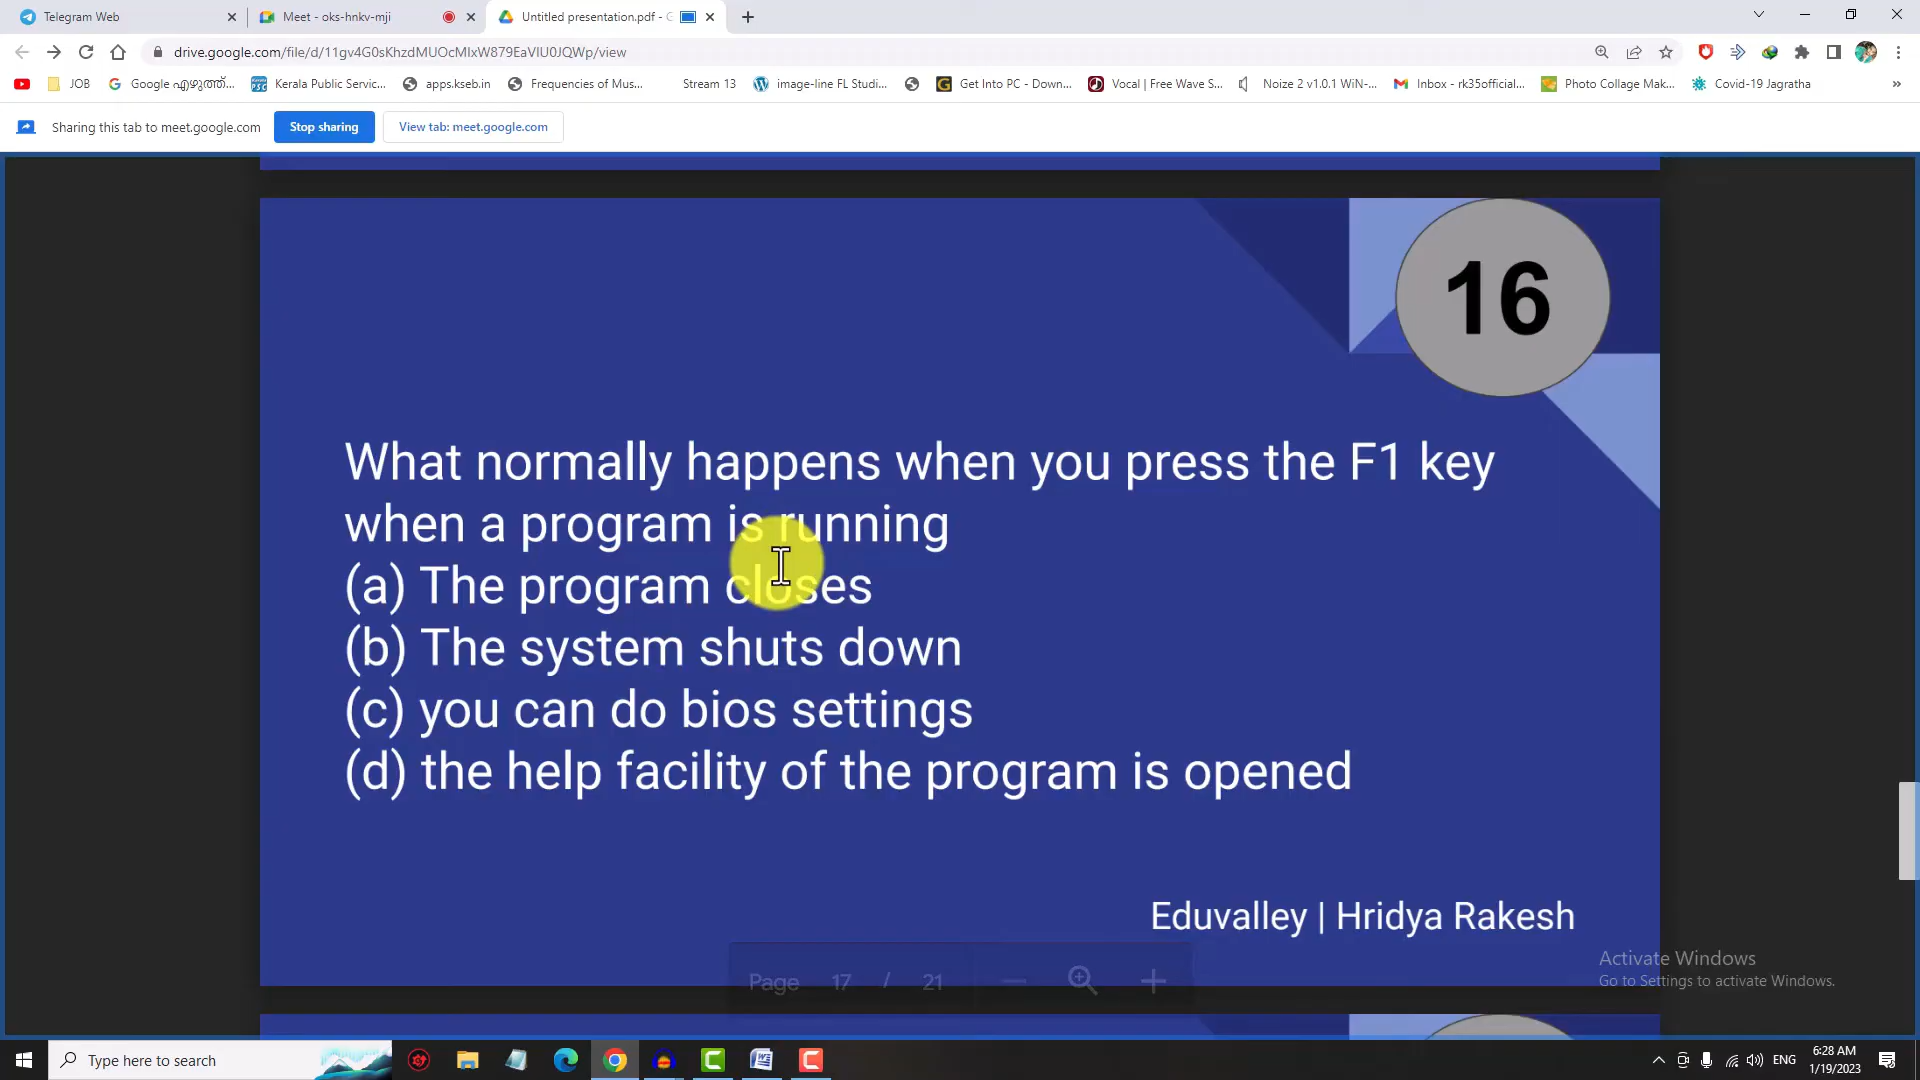 Telegram Web
Meet - oks-hnkv-mji
Untitled presentation.pdf - G
drive.google.com/file/d/11gv4G0sKhzdMUOcMIxW879EaVIU0JQWp/view
JOB
Google എഴുത്ത്...
Kerala Public Servic...
apps.kseb.in
Frequencies of Mus...
Stream 13
image-line FL Studi...
Get Into PC - Down...
Vocal | Free Wave S...
Noize 2 v1.0.1 WiN-...
Inbox - rk35official...
Photo Collage Mak...
Covid-19 Jagratha
Sharing this tab to meet.google.com
Stop sharing
View tab: meet.google.com
16
What normally happens when you press the F1 key
when a program is running
(a) The program closes
(b) The system shuts down
(c) you can do bios settings
(d) the help facility of the program is opened
Eduvalley | Hridya Rakesh
Page 17 / 21
Activate Windows
Go to Settings to activate Windows.
Type here to search
ENG
6:28 AM
1/19/2023